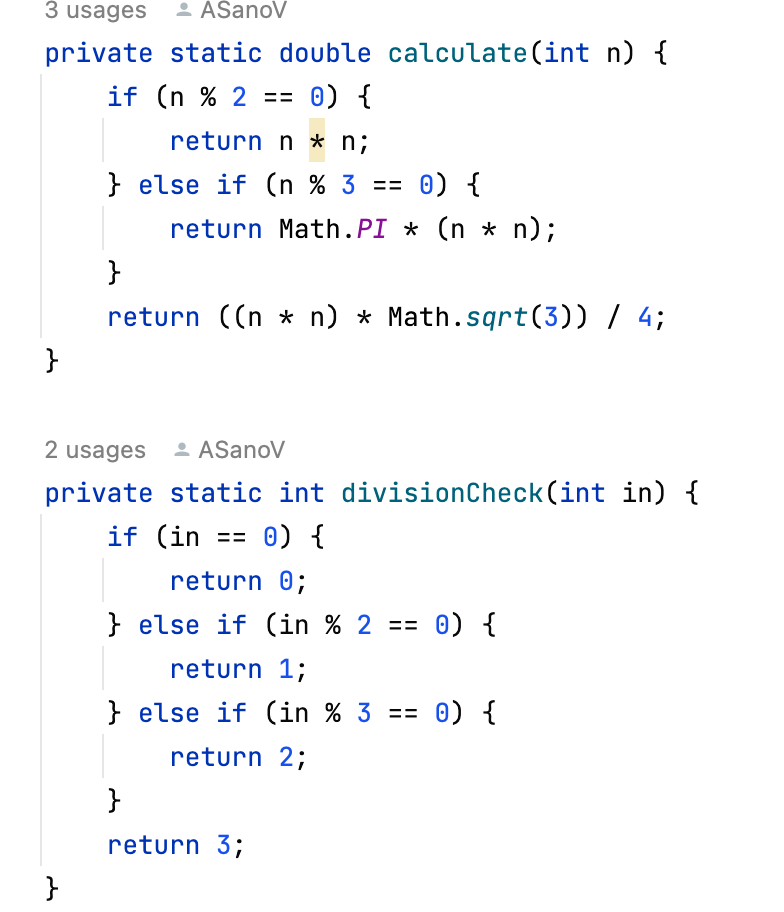 3 usages ASanoV
private static double calculate(int n) {
    if (n % 2 == 0) {
        return n * n;
    } else if (n % 3 == 0) {
        return Math.PI * (n * n);
    }
    return ((n * n) * Math.sqrt(3)) / 4;
}
2 usages ASanoV
private static int divisionCheck(int in) {
    if (in == 0) {
        return 0;
    } else if (in % 2 == 0) {
        return 1;
    } else if (in % 3 == 0) {
        return 2;
    }
    return 3;
}